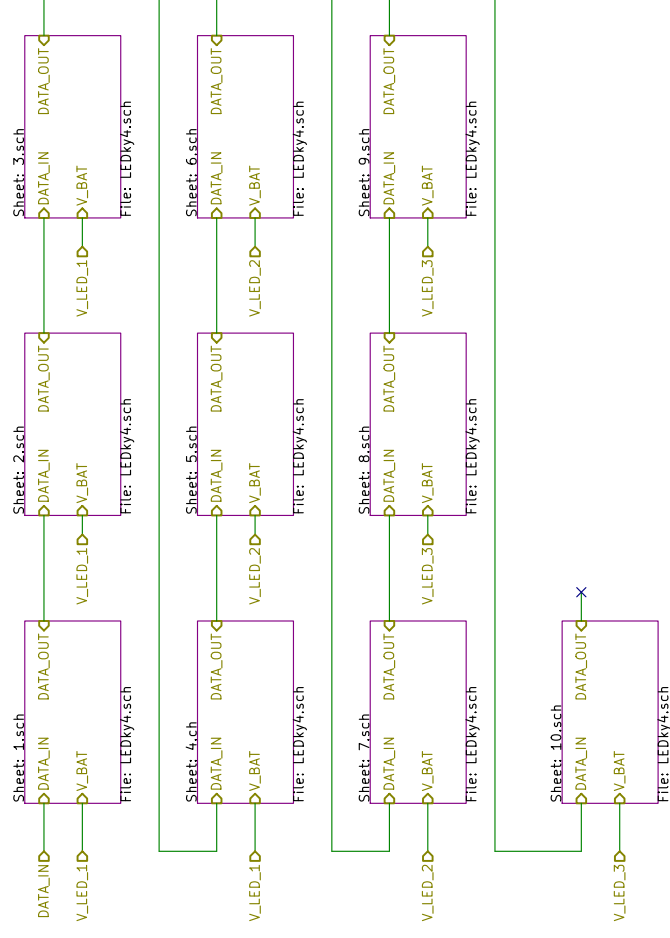 Sheet: 1.sch
DATA_IN
DATA_IN
DATA_OUT
V_LED_1
V_BAT
File: LEDky4.sch
Sheet: 2.sch
DATA_IN
DATA_OUT
V_LED_1
V_BAT
File: LEDky4.sch
Sheet: 3.sch
DATA_IN
DATA_OUT
V_LED_1
V_BAT
File: LEDky4.sch
Sheet: 4.ch
DATA_IN
DATA_OUT
V_LED_1
V_BAT
File: LEDky4.sch
Sheet: 5.sch
DATA_IN
DATA_OUT
V_LED_2
V_BAT
File: LEDky4.sch
Sheet: 6.sch
DATA_IN
DATA_OUT
V_LED_2
V_BAT
File: LEDky4.sch
Sheet: 7.sch
DATA_IN
DATA_OUT
V_LED_2
V_BAT
File: LEDky4.sch
Sheet: 8.sch
DATA_IN
DATA_OUT
V_LED_3
V_BAT
File: LEDky4.sch
Sheet: 9.sch
DATA_IN
DATA_OUT
V_LED_3
V_BAT
File: LEDky4.sch
Sheet: 10.sch
DATA_IN
DATA_OUT
V_LED_3
V_BAT
File: LEDky4.sch